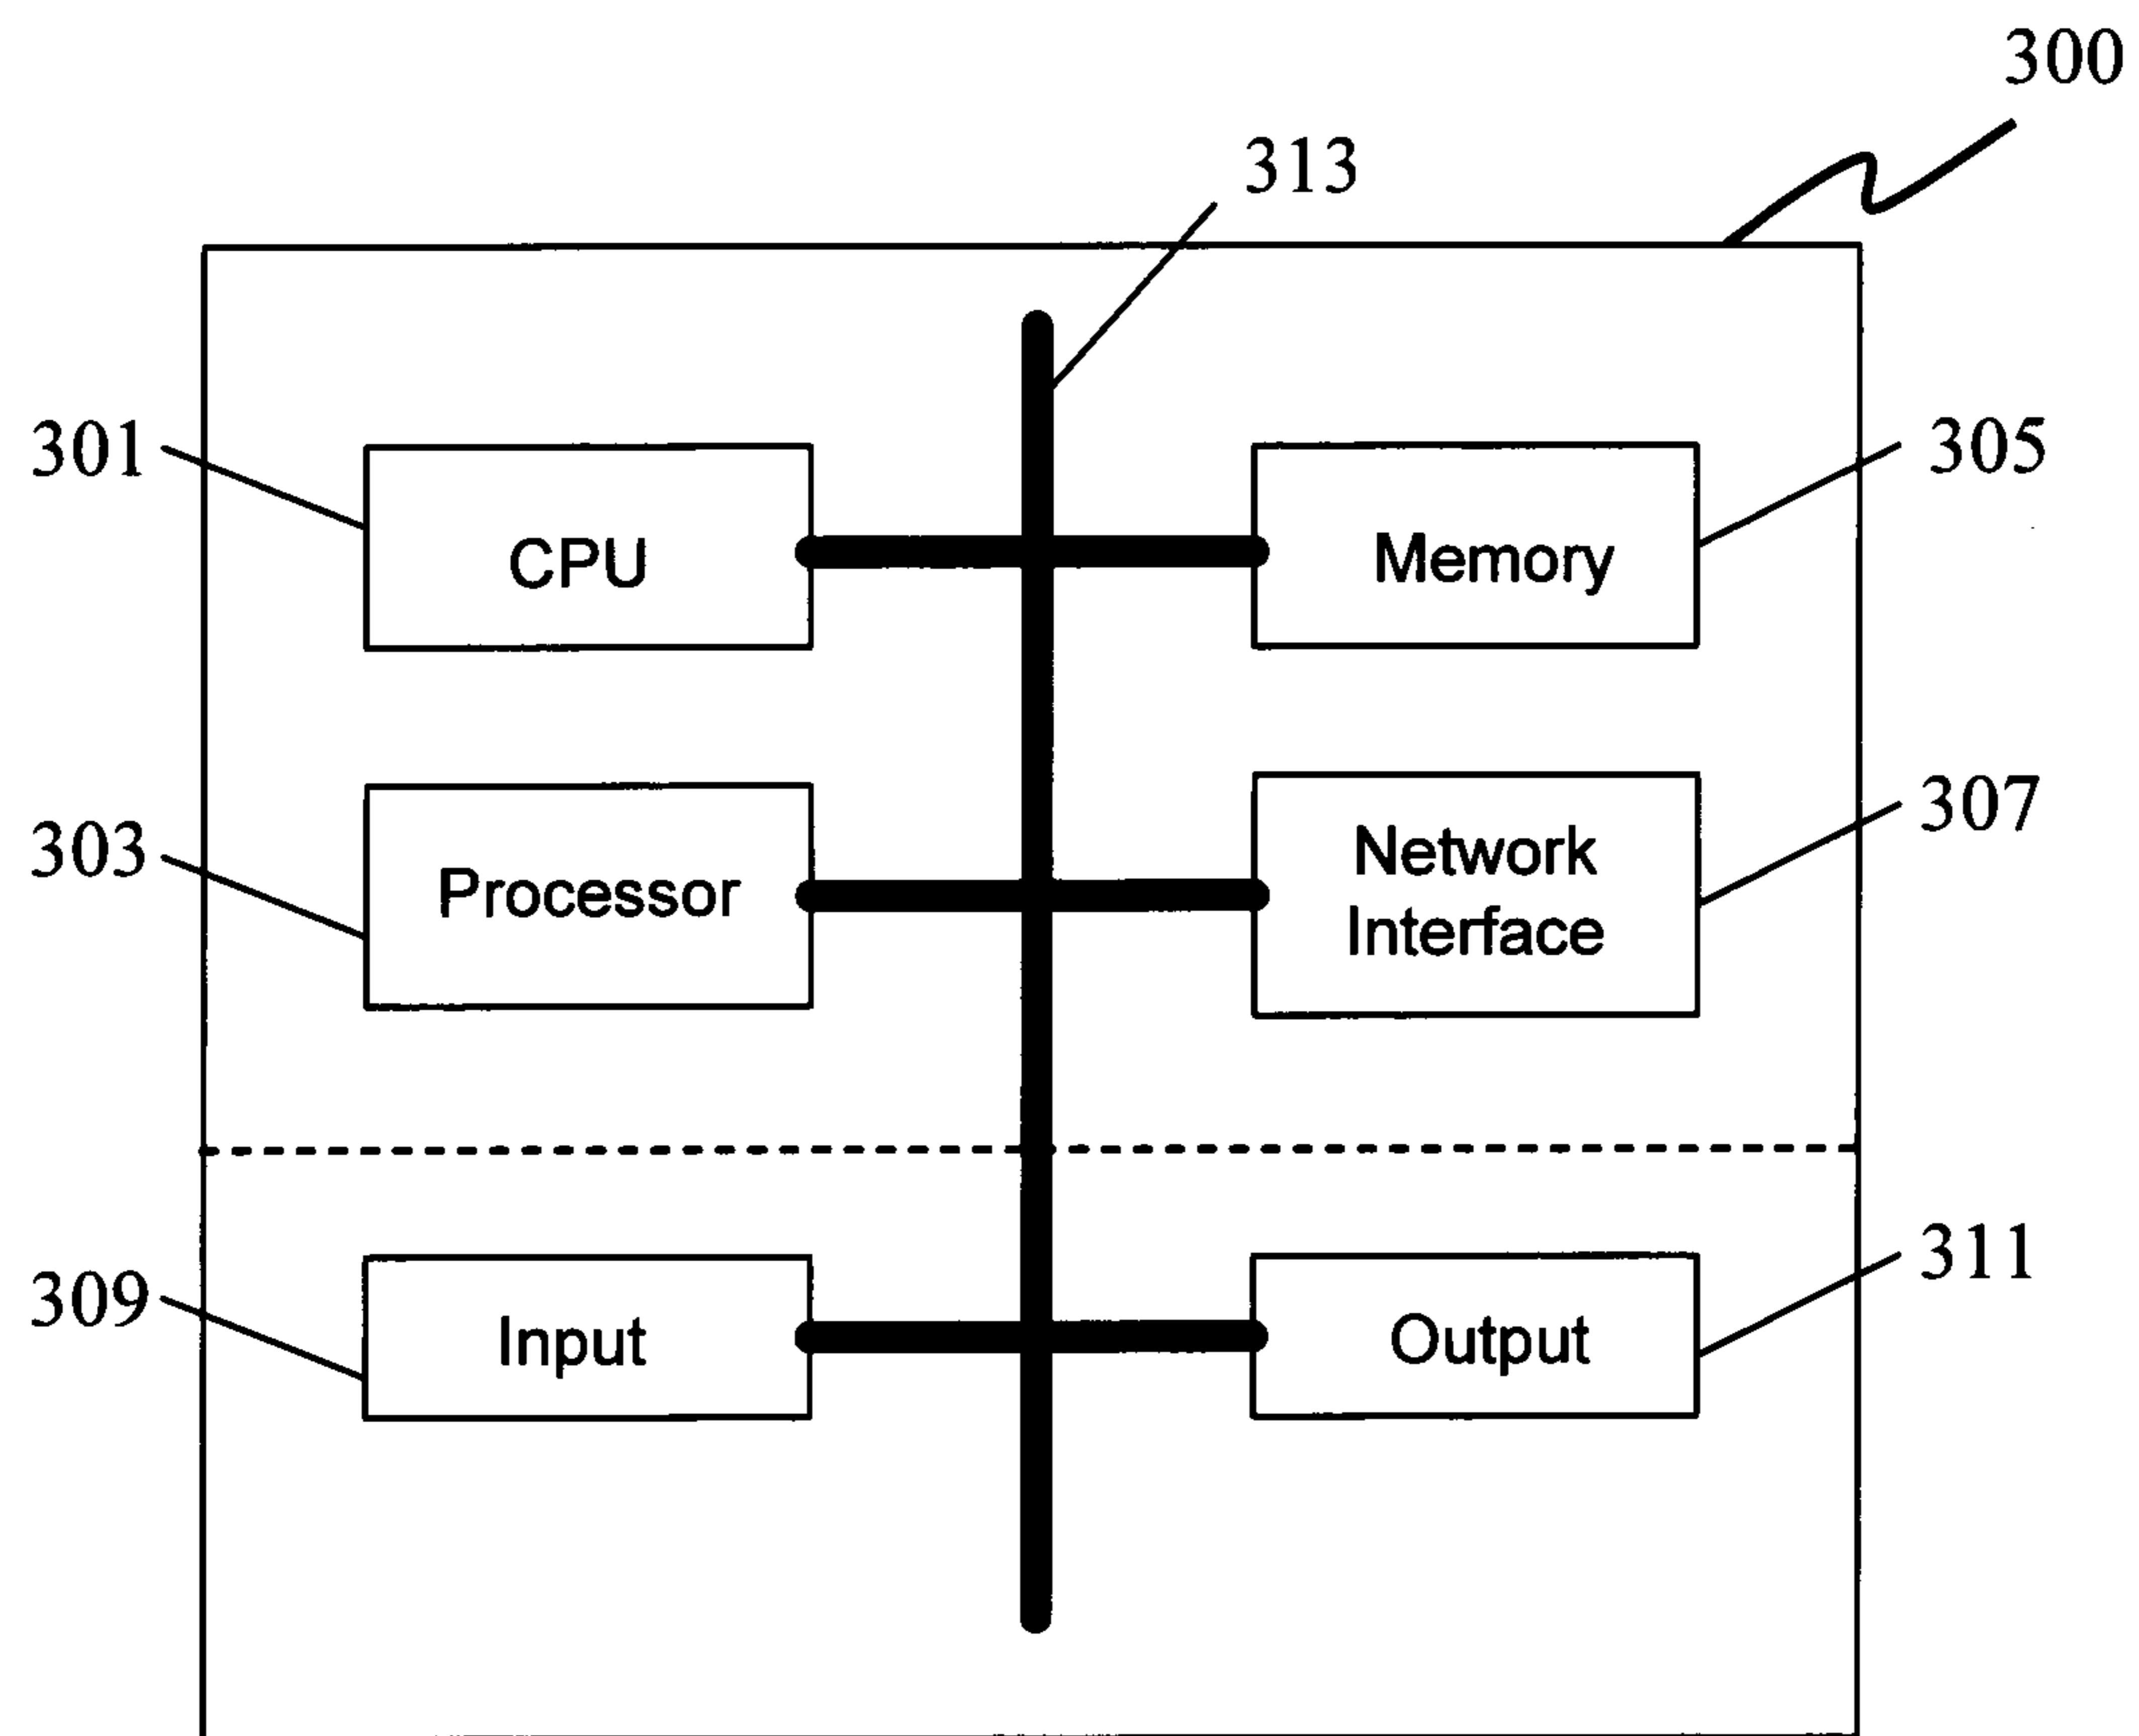 300
313
301
305
CPU
Memory
303
307
Processor
Network
Interface
309
311
Input
Output